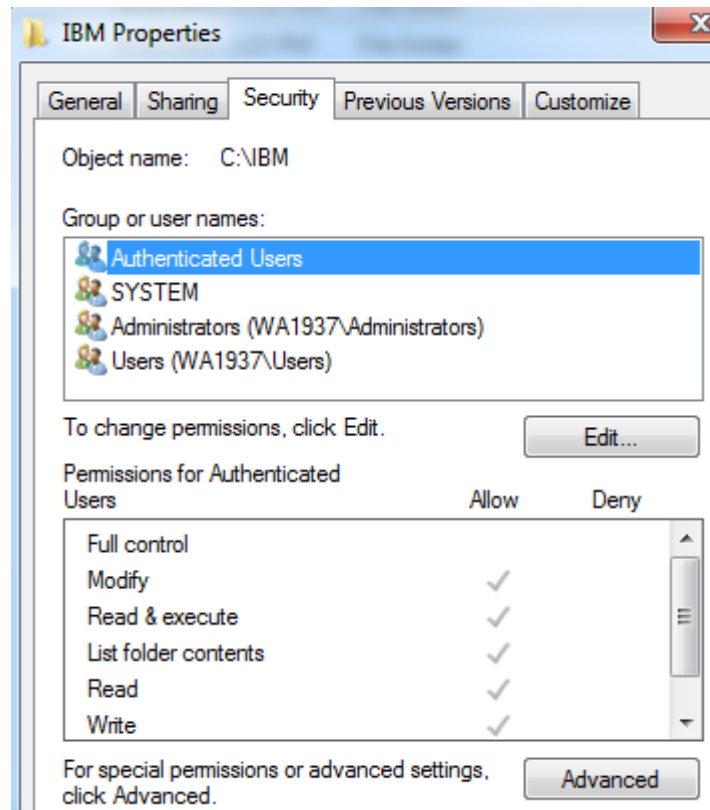 IBM Properties
General Sharing Security Previous Versions Customize
Object name: C:\IBM
Group or user names:
Authenticated Users
SYSTEM
Administrators (WA1937\Administrators)
Users (WA1937\Users)
To change permissions, click Edit.
Edit...
Permissions for Authenticated
Users Allow Deny
Full control
Modify
Read & execute
List folder contents
Read
Write
For special permissions or advanced settings,
click Advanced.
Advanced